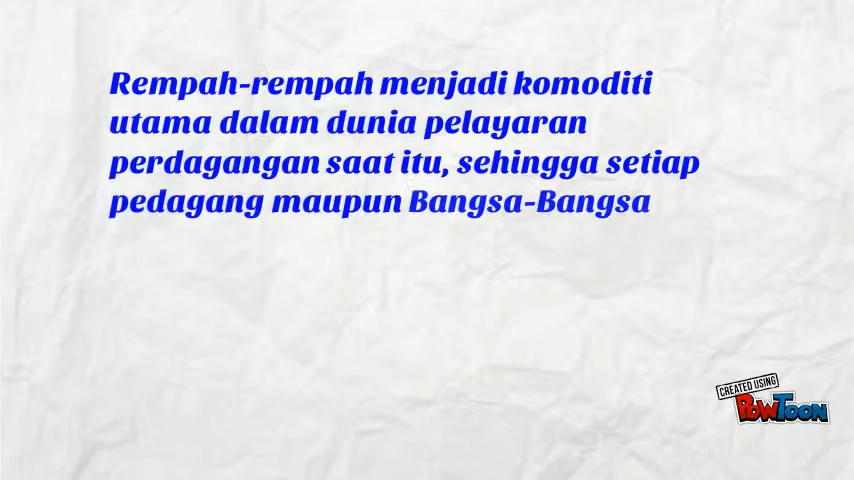 Rempah-rempah menjadi komoditi
utama dalam dunia pelayaran
perdagangan saat itu, sehingga setiap
pedagang maupun Bangsa-Bangsa
CREATED USING
POWTOON